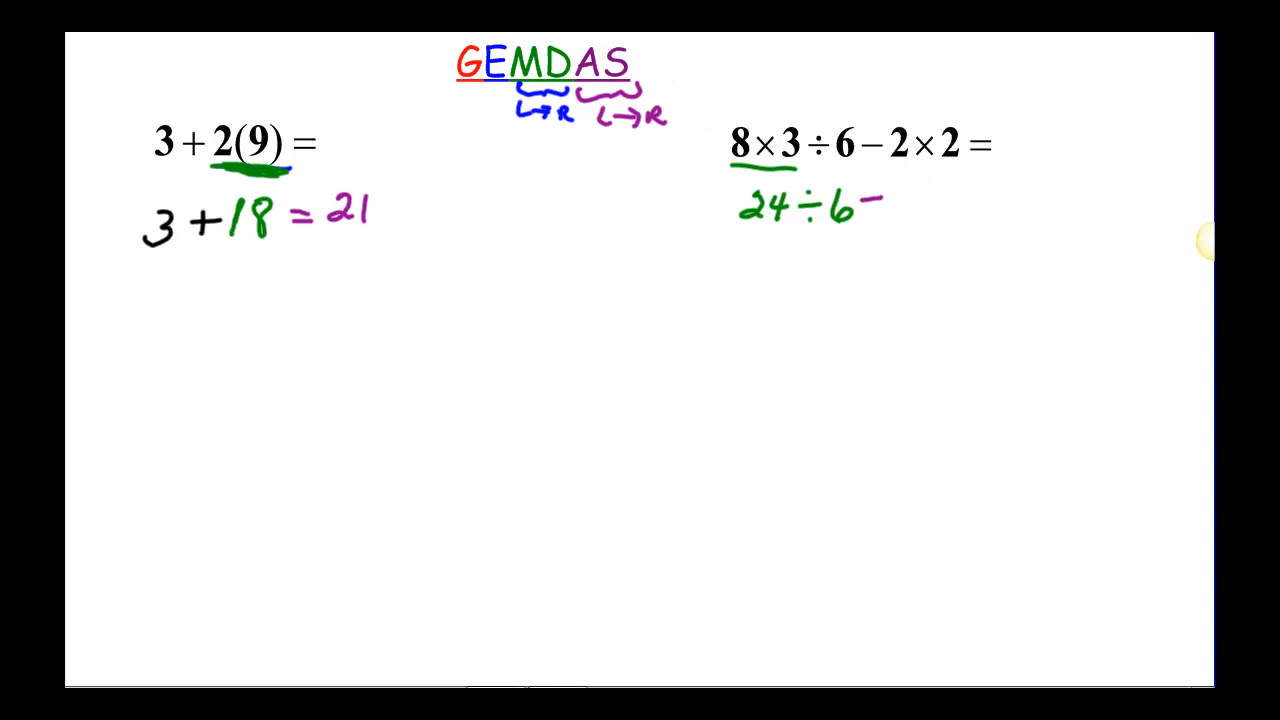 GEMDAS
L→R L→R
3 + 2(9) =
3 + 18 = 21
8 × 3 ÷ 6 − 2 × 2 =
24 ÷ 6 −